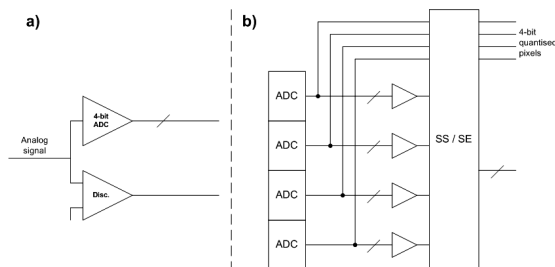 a)
4-bit
ADC
Analog
signal
Disc.
b)
4-bit
quantised
pixels
ADC
ADC
SS / SE
ADC
ADC